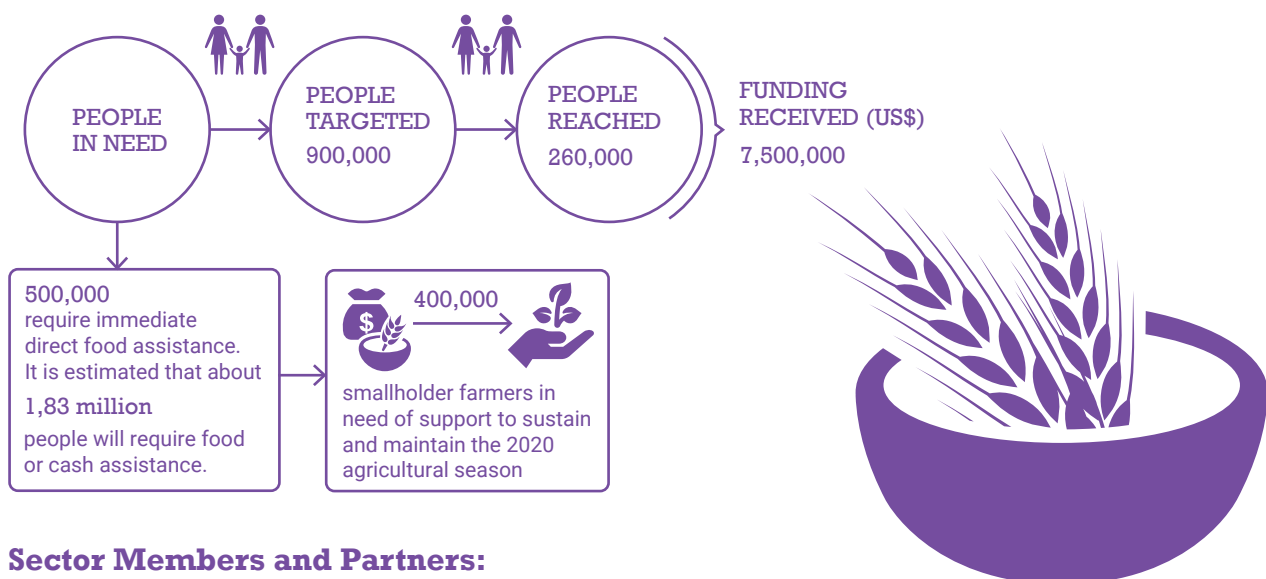 PEOPLE
IN NEED
PEOPLE
TARGETED
900,000
PEOPLE
REACHED
260,000
FUNDING
RECEIVED (US$)
7,500,000
500,000
require immediate
direct food assistance.
It is estimated that about
1,83 million
people will require food
or cash assistance.
$
400,000
smallholder farmers in
need of support to sustain
and maintain the 2020
agricultural season
Sector Members and Partners: